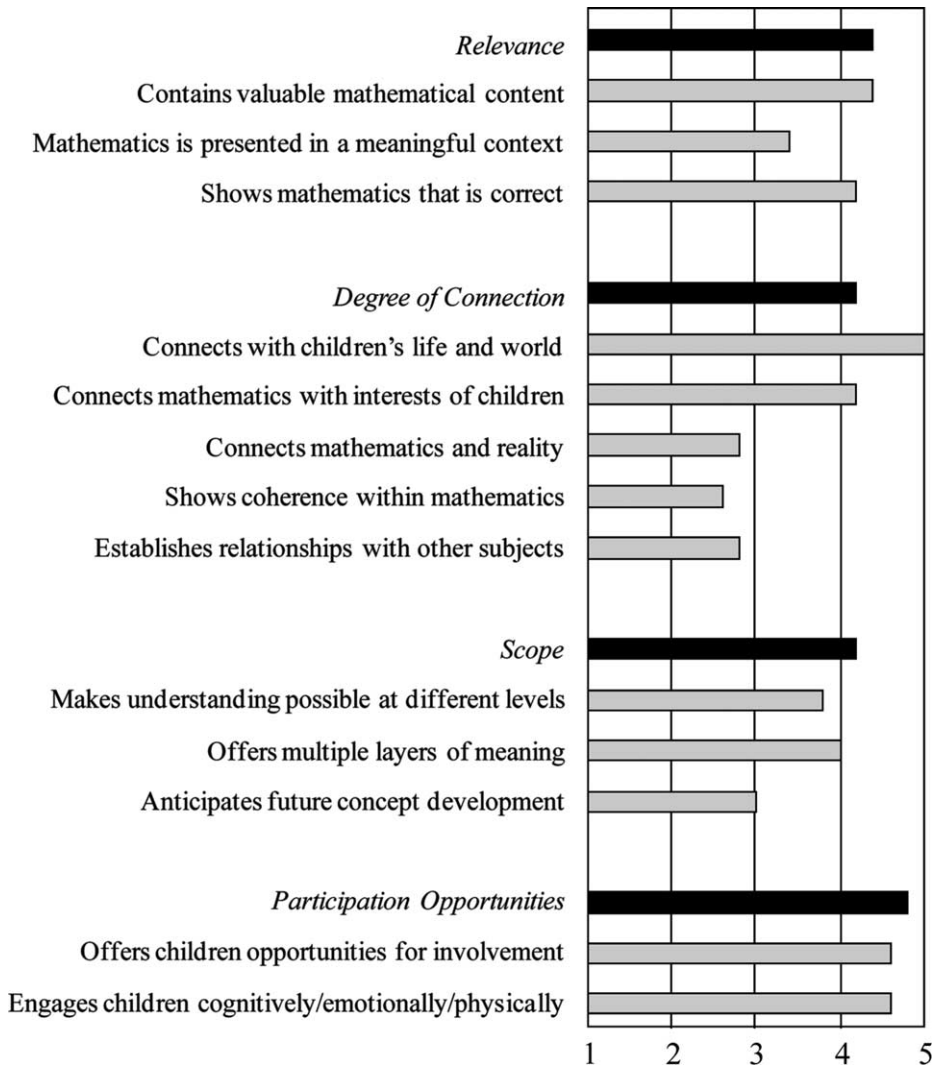 Relevance
Contains valuable mathematical content
Mathematics is presented in a meaningful context
Shows mathematics that is correct
Degree of Connection
Connects with children’s life and world
Connects mathematics with interests of children
Connects mathematics and reality
Shows coherence within mathematics
Establishes relationships with other subjects
Scope
Makes understanding possible at different levels
Offers multiple layers of meaning
Anticipates future concept development
Participation Opportunities
Offers children opportunities for involvement
Engages children cognitively/emotionally/physically
1 2 3 4 5